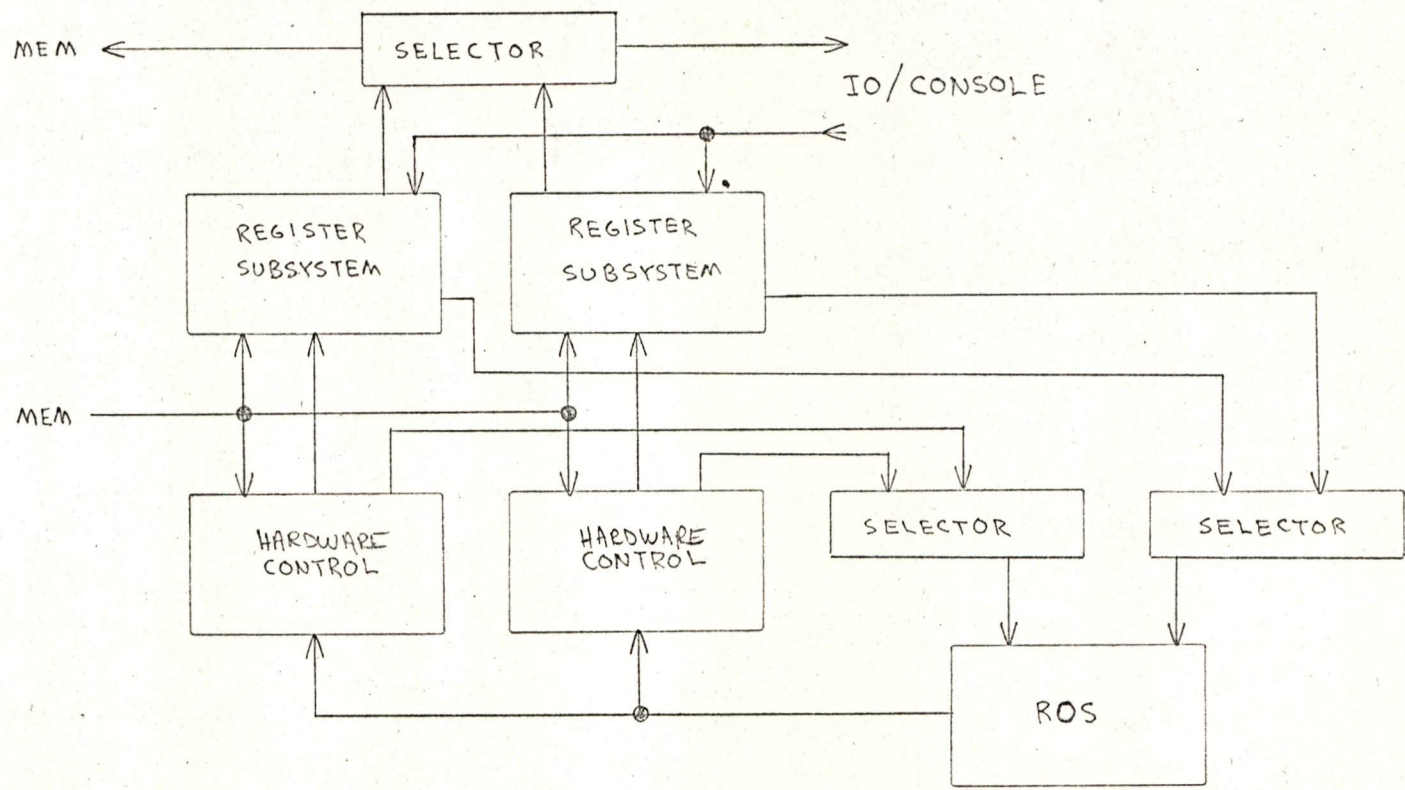 MEM
SELECTOR
IO/CONSOLE
REGISTER
SUBSYSTEM
REGISTER
SUBSYSTEM
MEM
HARDWARE
CONTROL
HARDWARE
CONTROL
SELECTOR
SELECTOR
ROS